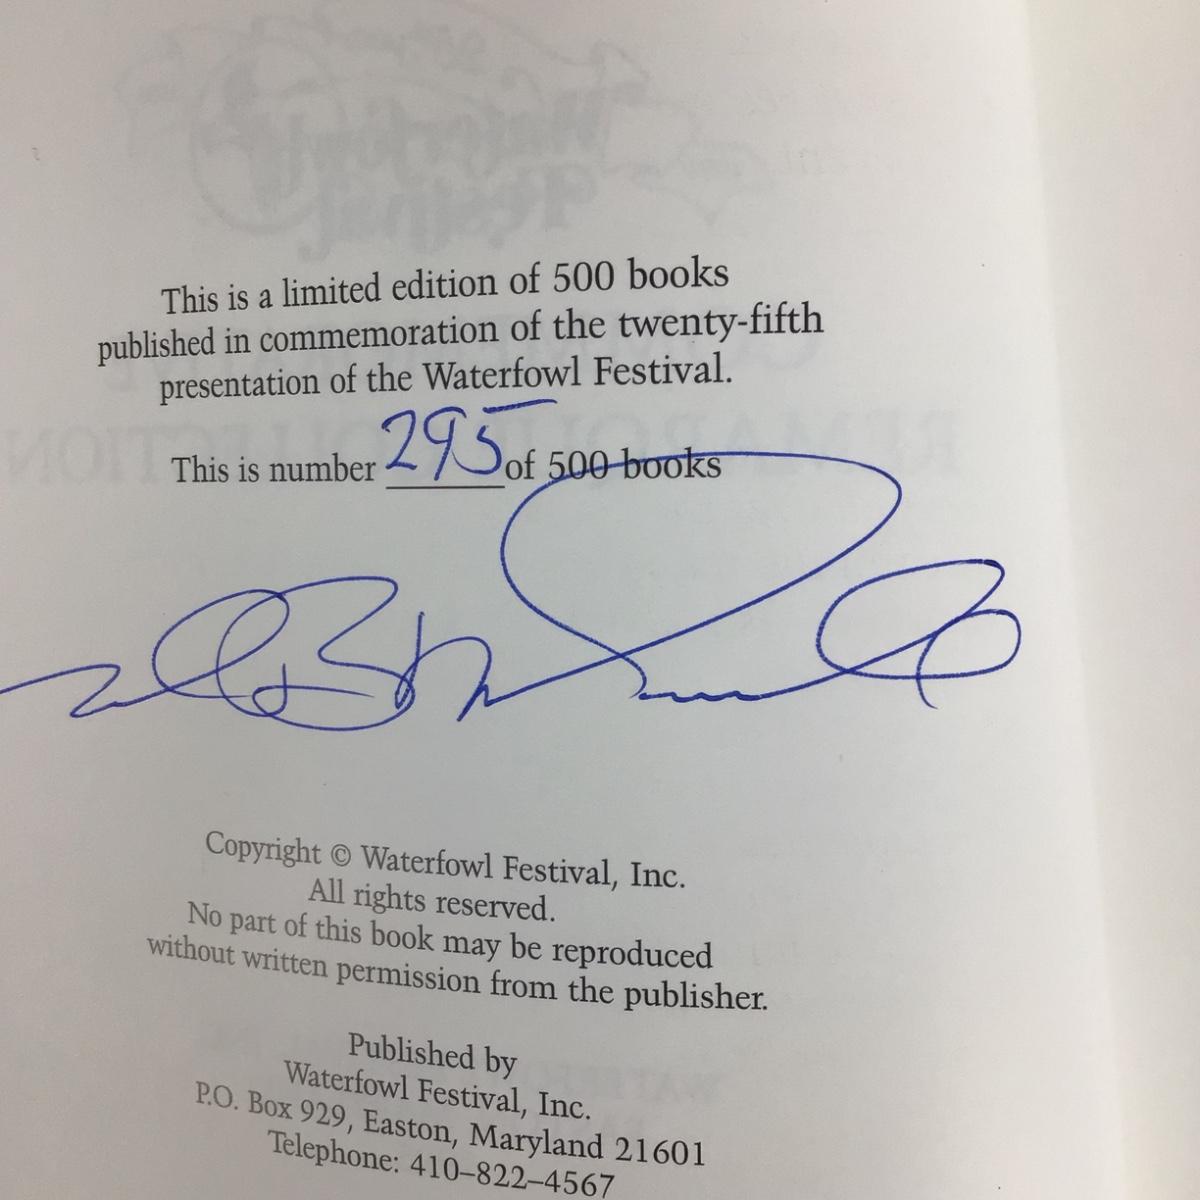 This is a limited edition of 500 books
published in commemoration of the twenty-fifth
presentation of the Waterfowl Festival.
This is number 295 of 500 books
Copyright © Waterfowl Festival, Inc.
All rights reserved.
No part of this book may be reproduced
without written permission from the publisher.
Published by
Waterfowl Festival, Inc.
P.O. Box 929, Easton, Maryland 21601
Telephone: 410–822–4567